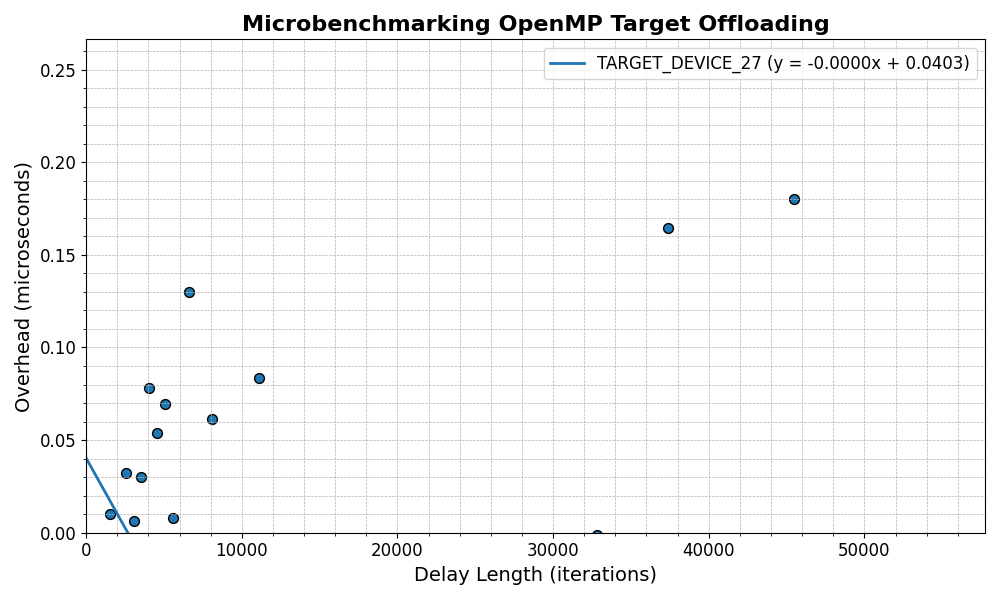 Microbenchmarking OpenMP Target Offloading
TARGET_DEVICE_27 (y = -0.0000x + 0.0403)
0.25
0.20
0.15
0.10
0.05
0.00
Overhead (microseconds)
0 10000 20000 30000 40000 50000
Delay Length (iterations)